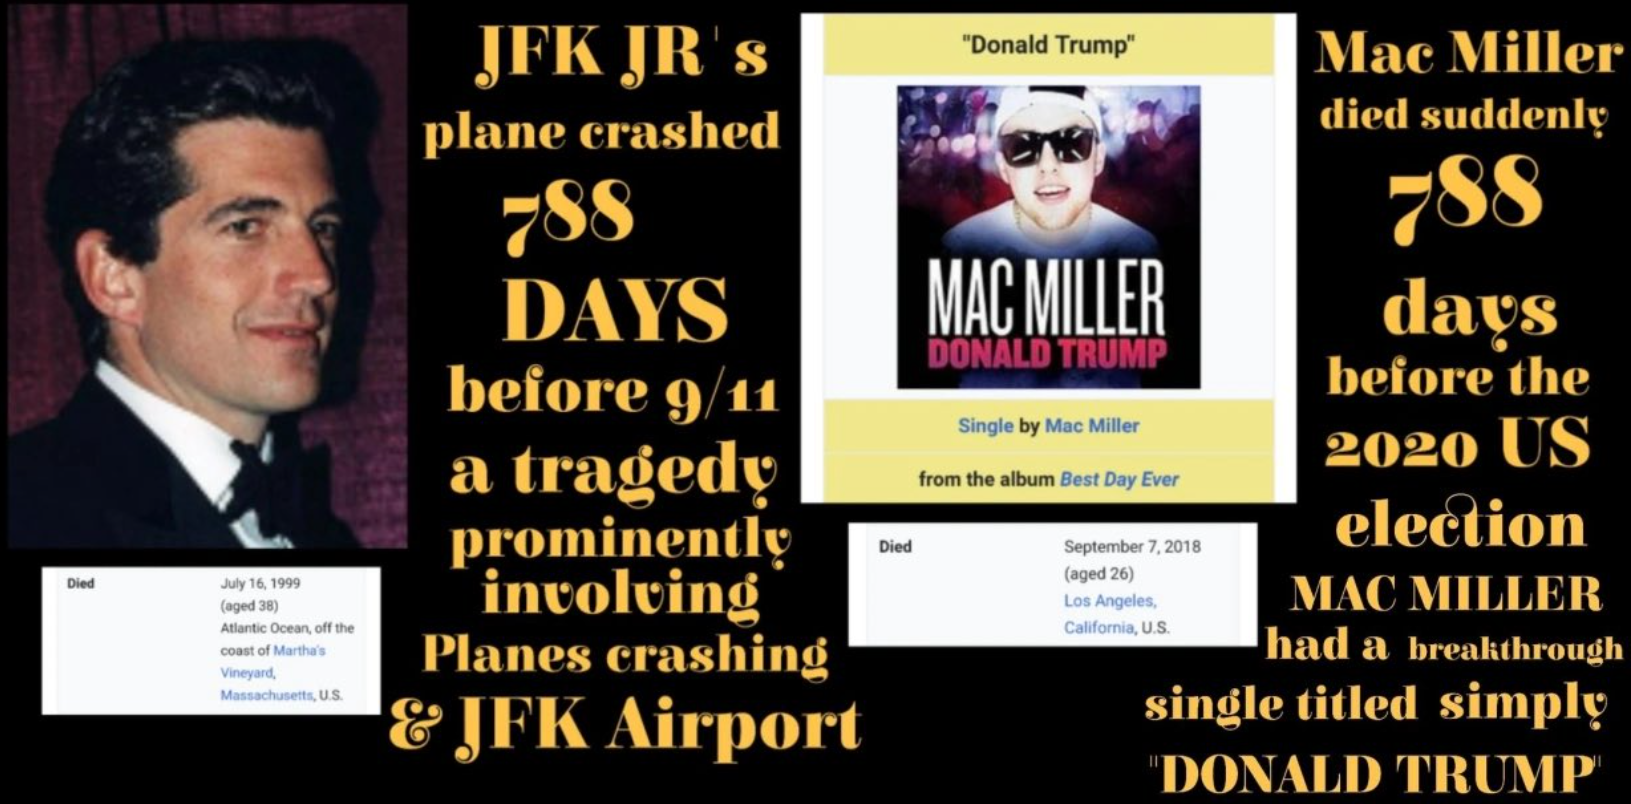 JFK JR's
plane crashed
788
DAYS
before 9/11
a tragedy
prominently
involving
Planes crashing
& JFK Airport
Died July 16, 1999
(aged 38)
Atlantic Ocean, off the
coast of Martha's
Vineyard,
Massachusetts, U.S.
"Donald Trump"
MAC MILLER
DONALD TRUMP
Single by Mac Miller
from the album Best Day Ever
Died September 7, 2018
(aged 26)
Los Angeles,
California, U.S.
Mac Miller
died suddenly
788
days
before the
2020 US
election
MAC MILLER
had a breakthrough
single titled simply
"DONALD TRUMP"